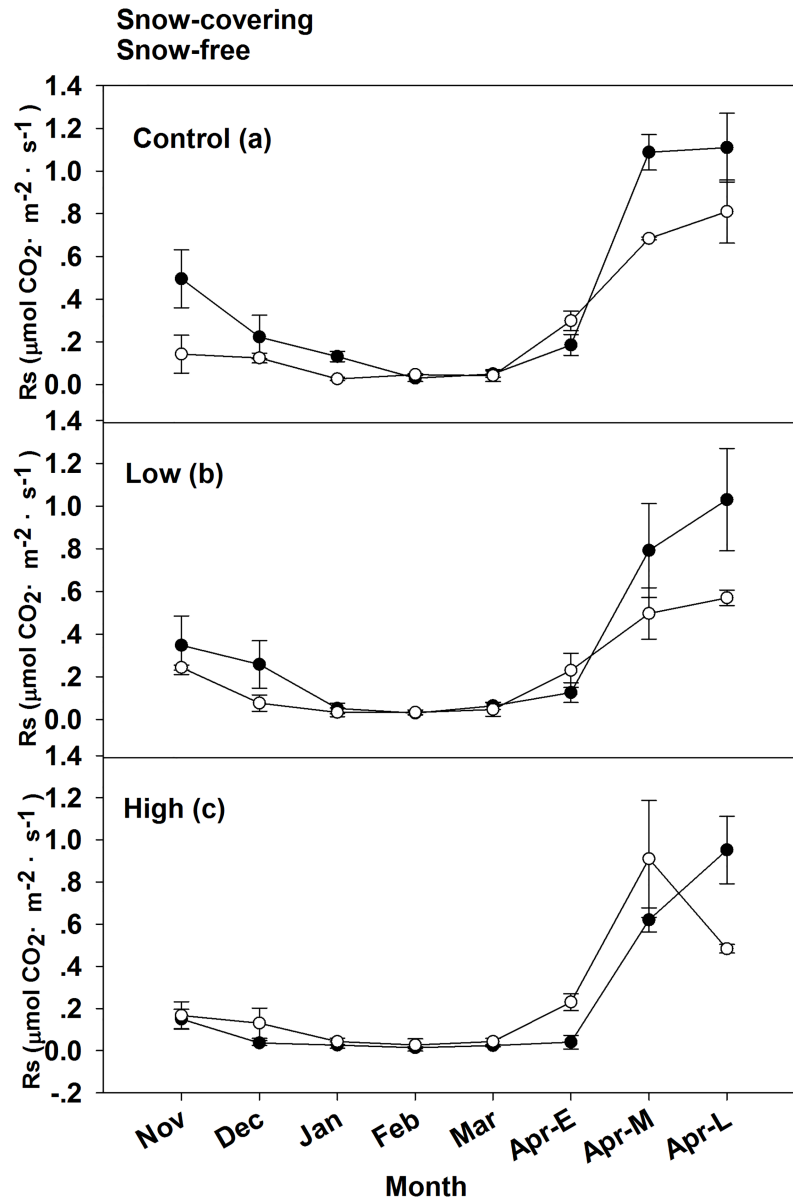 Snow-covering
Snow-free
Control (a)
Rs (μmol CO2· m-2 · s-1 )
1.4
1.2
1.0
.8
.6
.4
.2
0.0
Low (b)
Rs (μmol CO2· m-2 · s-1 )
1.4
1.2
1.0
.8
.6
.4
.2
0.0
High (c)
Rs (μmol CO2· m-2 · s-1 )
1.4
1.2
1.0
.8
.6
.4
.2
0.0
-.2
Nov Dec Jan Feb Mar Apr-E Apr-M Apr-L
Month